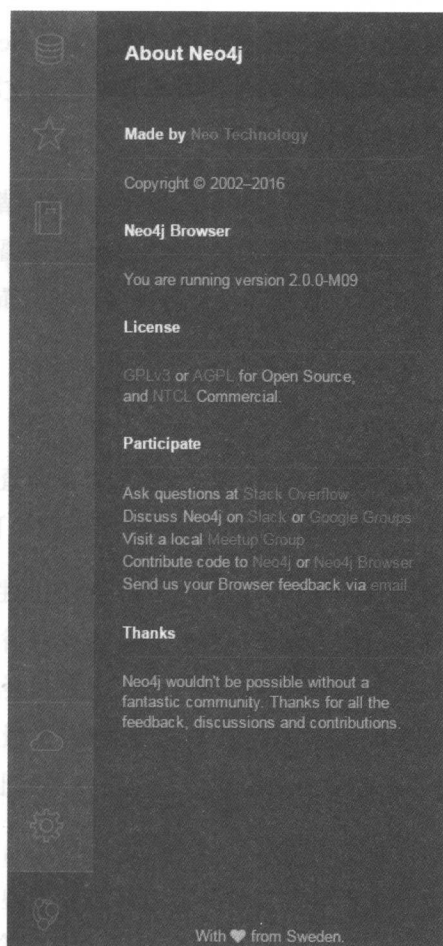 About Neo4j
Made by Neo Technology
Copyright © 2002–2016
Neo4j Browser
You are running version 2.0.0-M09
License
GPLv3 or AGPL for Open Source,
and NTCL Commercial.
Participate
Ask questions at Stack Overflow
Discuss Neo4j on Slack or Google Groups
Visit a local Meetup Group
Contribute code to Neo4j or Neo4j Browser
Send us your Browser feedback via email
Thanks
Neo4j wouldn't be possible without a
fantastic community. Thanks for all the
feedback, discussions and contributions.
With ♥ from Sweden.